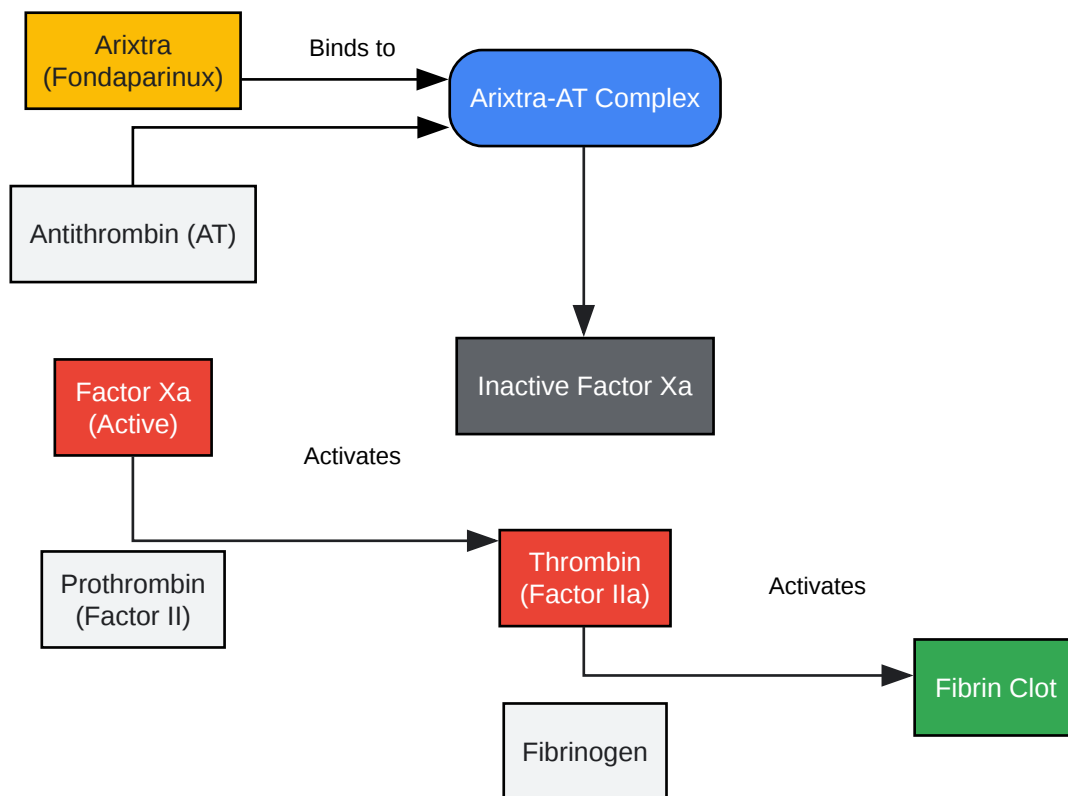 Arixtra
(Fondaparinux)
Binds to
Arixtra-AT Complex
Antithrombin (AT)
Inactive Factor Xa
Factor Xa
(Active)
Activates
Prothrombin
(Factor II)
Thrombin
(Factor IIa)
Activates
Fibrin Clot
Fibrinogen